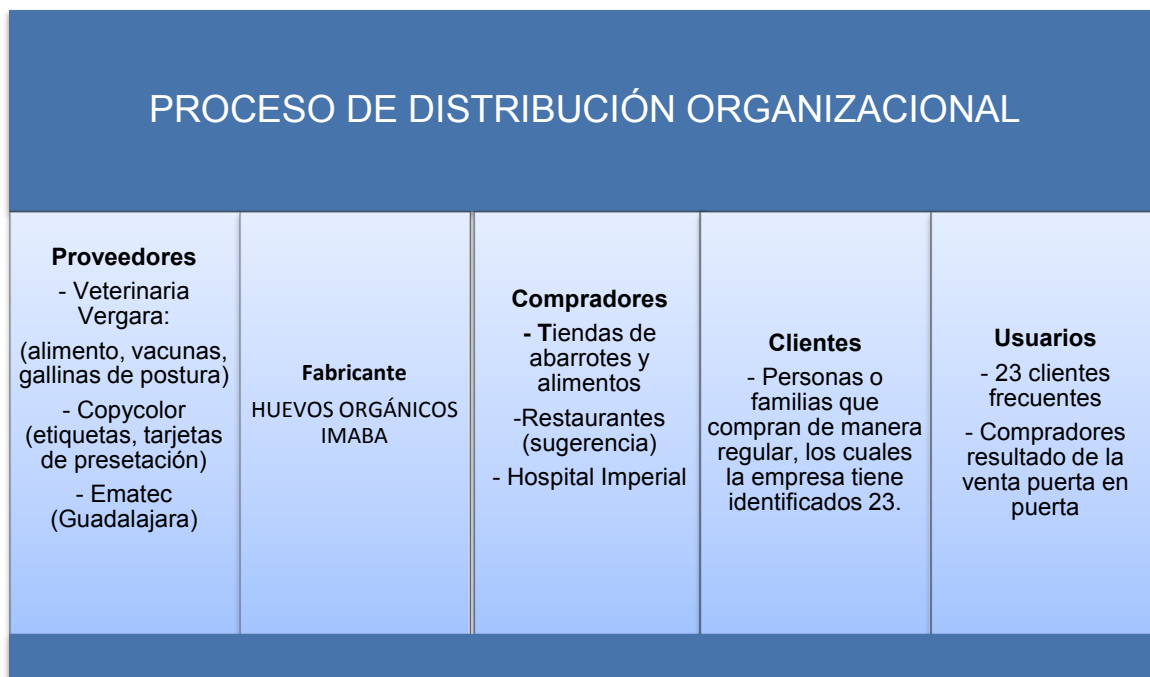 PROCESO DE DISTRIBUCIÓN ORGANIZACIONAL
Proveedores
- Veterinaria
Vergara:
(alimento, vacunas,
gallinas de postura)
- Copycolor
(etiquetas, tarjetas
de presetación)
- Ematec
(Guadalajara)
Fabricante
HUEVOS ORGÁNICOS
IMABA
Compradores
- Tiendas de
abarrotes y
alimentos
-Restaurantes
(sugerencia)
- Hospital Imperial
Clientes
- Personas o
familias que
compran de manera
regular, los cuales
la empresa tiene
identificados 23.
Usuarios
- 23 clientes
frecuentes
- Compradores
resultado de la
venta puerta en
puerta